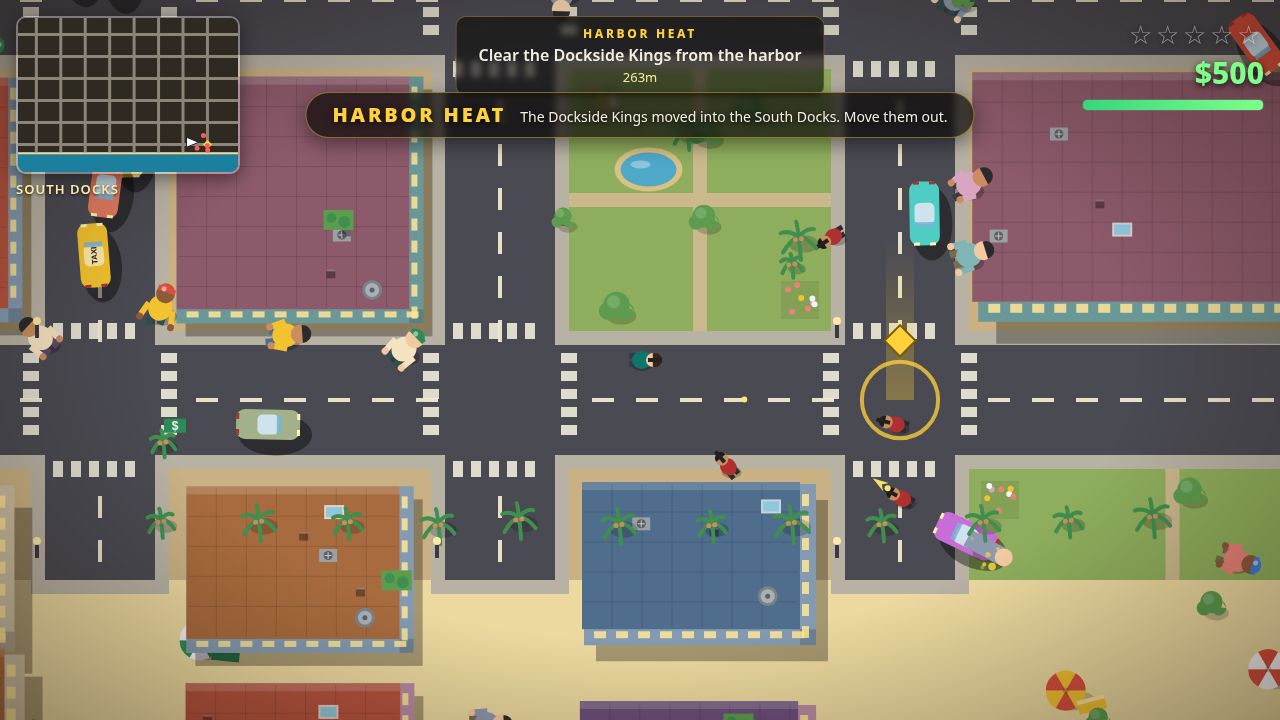 HARBOR HEAT
Clear the Dockside Kings from the harbor
263m
HARBOR HEAT The Dockside Kings moved into the South Docks. Move them out.
$500
SOUTH DOCKS
TAXI
$